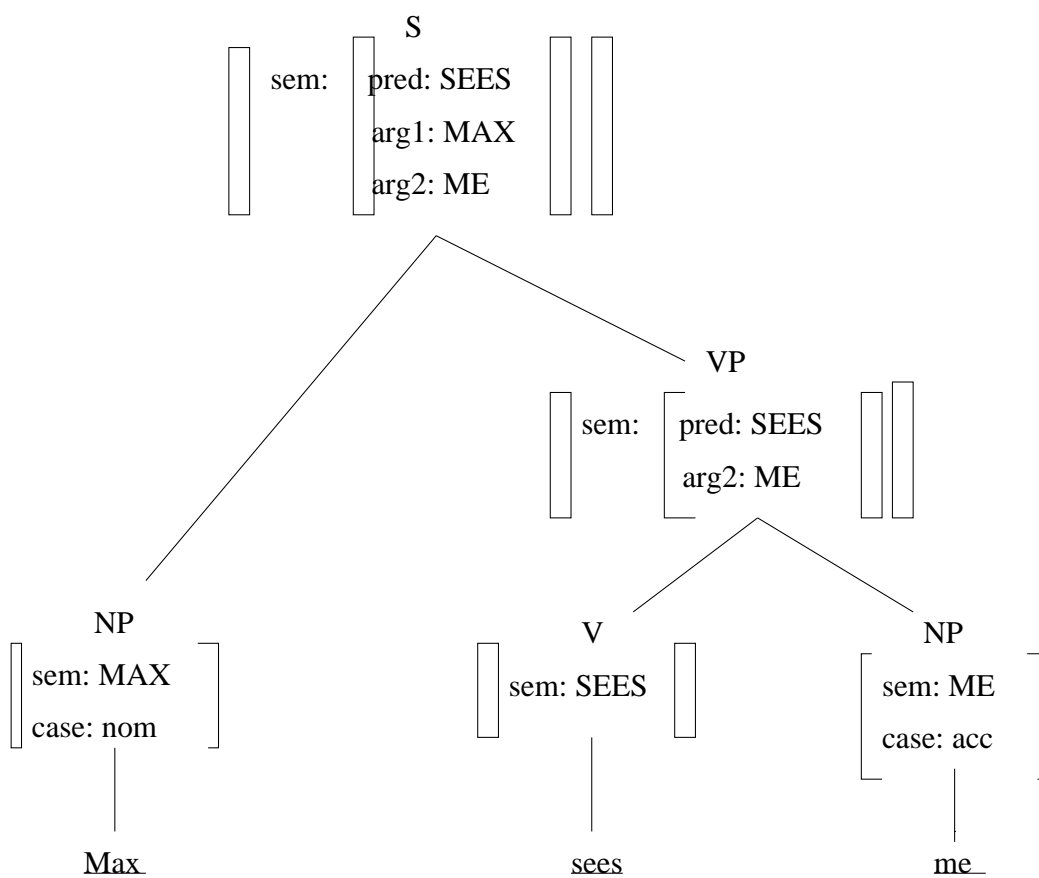 S
sem: pred: SEES
arg1: MAX
arg2: ME
VP
sem: pred: SEES
arg2: ME
NP
sem: MAX
case: nom
V
sem: SEES
NP
sem: ME
case: acc
Max
sees
me